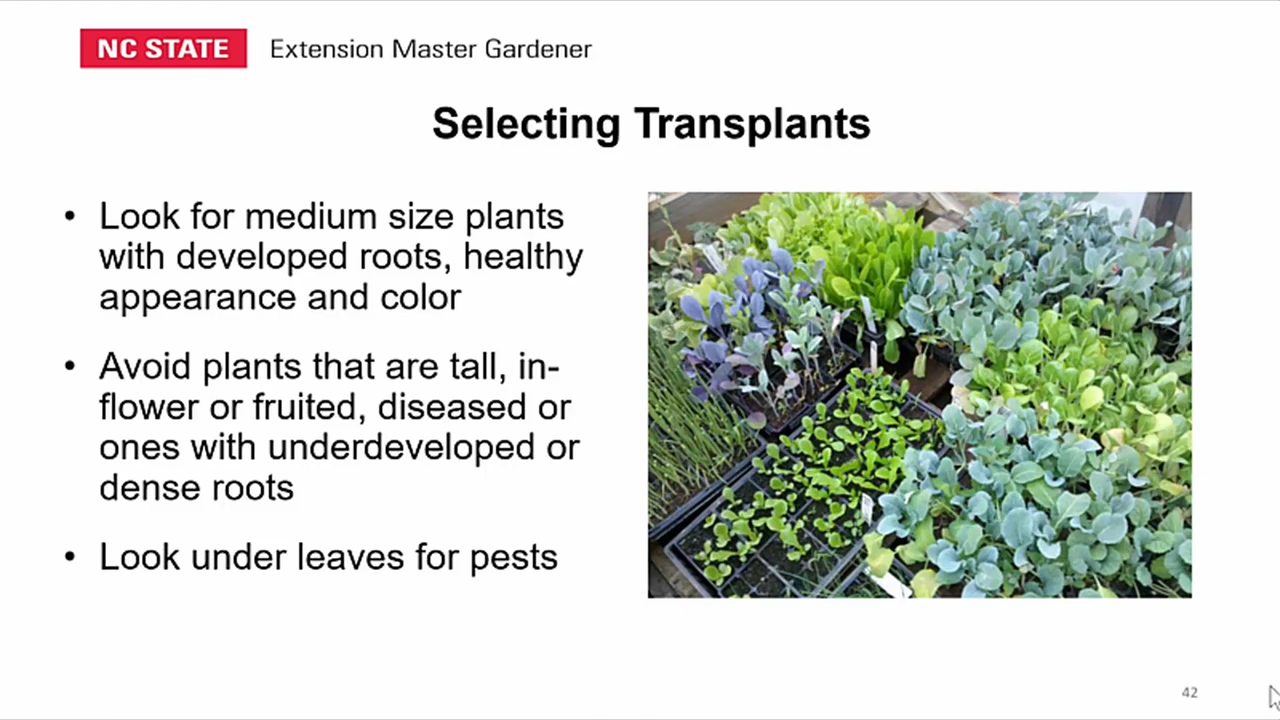 NC STATE Extension Master Gardener
Selecting Transplants
• Look for medium size plants
with developed roots, healthy
appearance and color
• Avoid plants that are tall, in-
flower or fruited, diseased or
ones with underdeveloped or
dense roots
• Look under leaves for pests
42